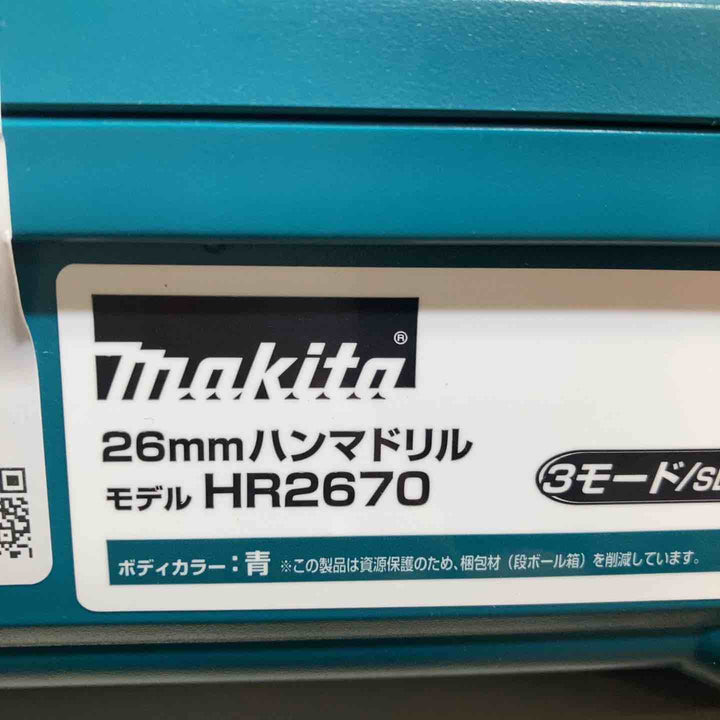 makita®
26mmハンマドリル
モデル HR2670
3モード/
ボディカラー：青 ※この製品は資源保護のため、梱包材（段ボール箱）を削減しています。